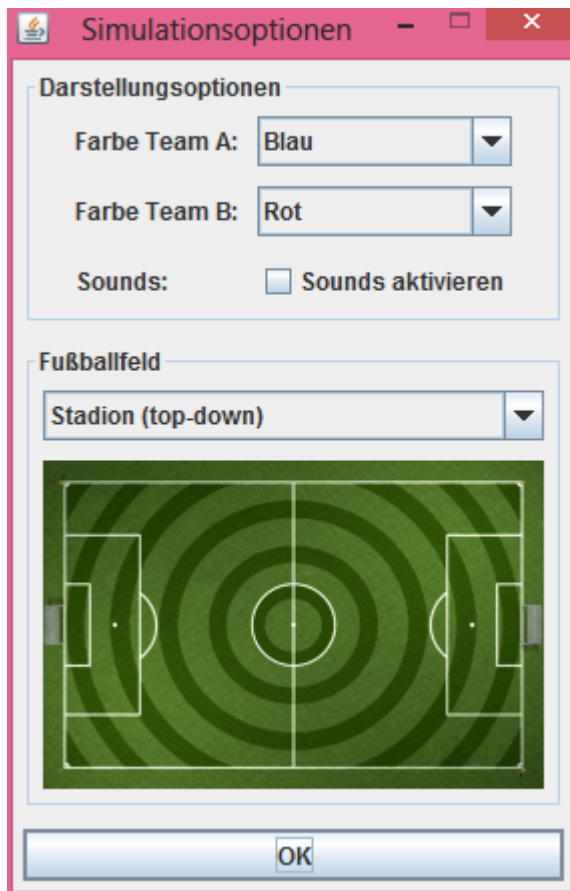 Simulationsoptionen
Darstellungsoptionen
Farbe Team A: Blau
Farbe Team B: Rot
Sounds: Sounds aktivieren
Fußballfeld
Stadion (top-down)
OK